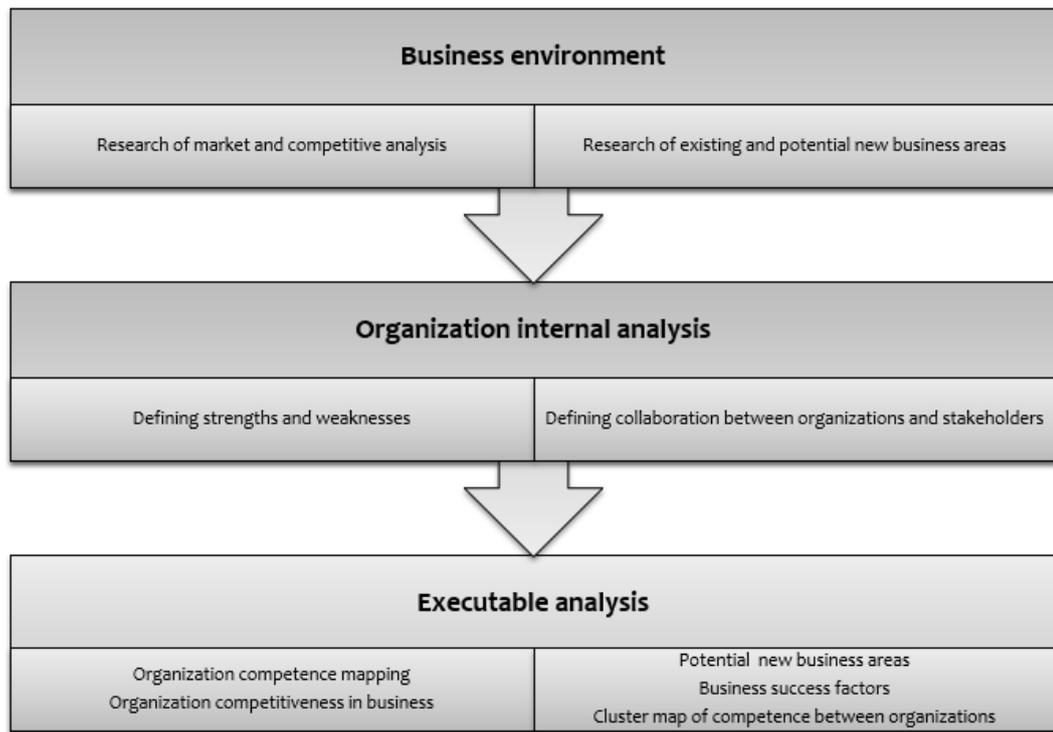 Business environment
Research of market and competitive analysis
Research of existing and potential new business areas
Organization internal analysis
Defining strengths and weaknesses
Defining collaboration between organizations and stakeholders
Executable analysis
Organization competence mapping
Organization competitiveness in business
Potential new business areas
Business success factors
Cluster map of competence between organizations